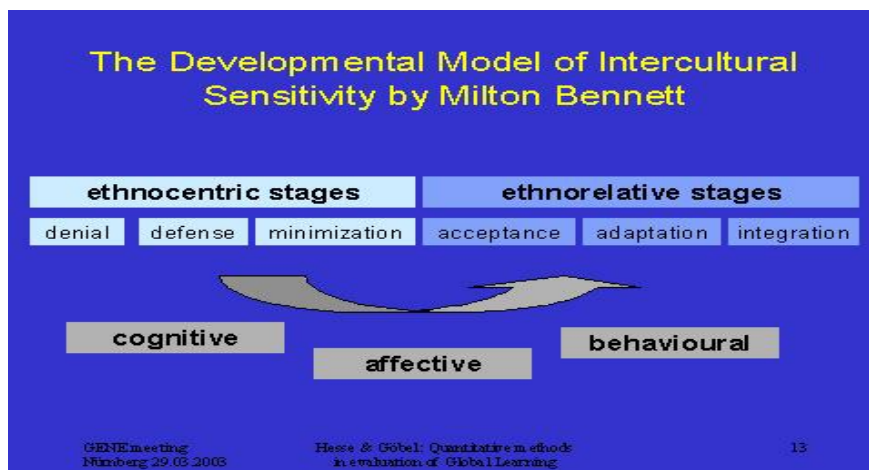 The Developmental Model of Intercultural
Sensitivity by Milton Bennett
ethnocentric stages ethnorelative stages
denial defense minimization acceptance adaptation integration
cognitive
affective
behavioural
GENE meeting
Nürnberg 29.03.2003
Hesse & Göbel: Quantitative methods
in evaluation of Global Learning
13